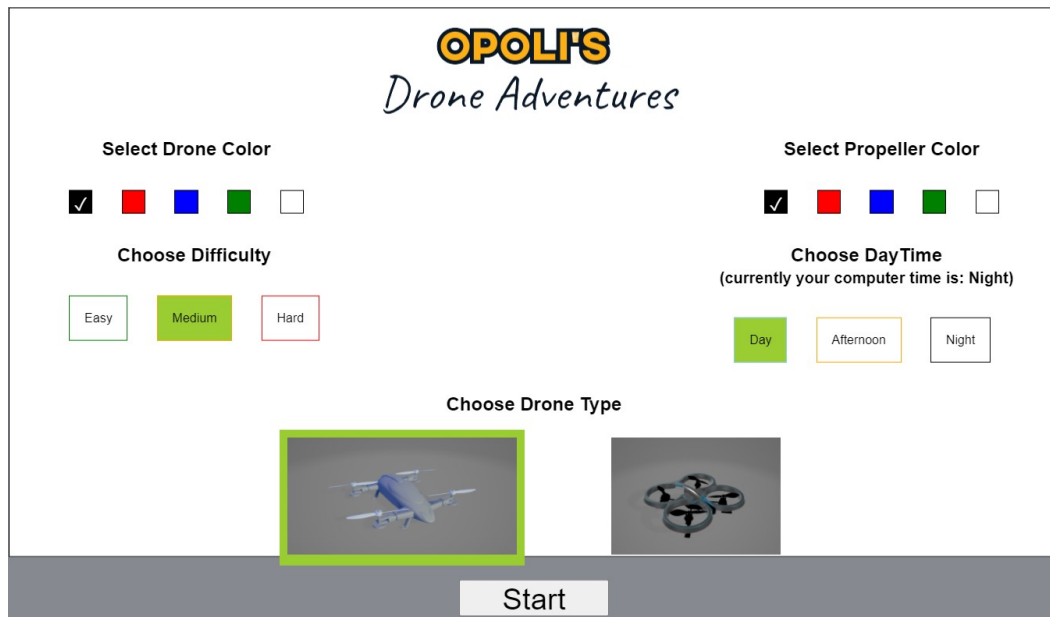 OPOLI'S
Drone Adventures
Select Drone Color
Select Propeller Color
Choose Difficulty
Choose DayTime
(currently your computer time is: Night)
Easy
Medium
Hard
Day
Afternoon
Night
Choose Drone Type
Start